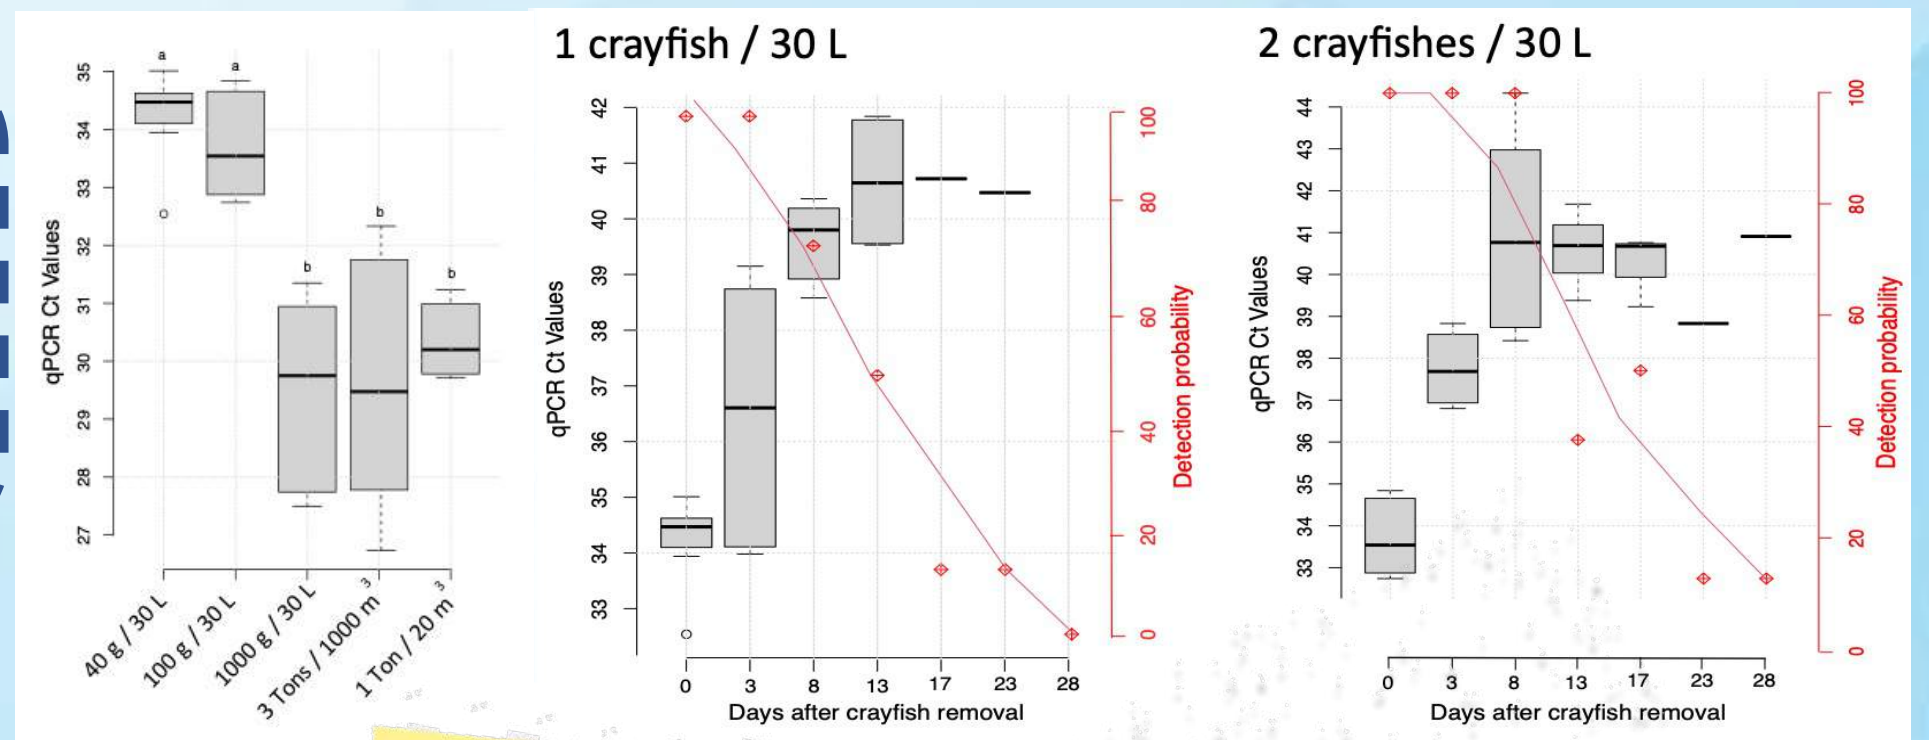 1 crayfish / 30 L
2 crayfishes / 30 L
a
a
b
b
b
35
34
33
32
31
30
29
28
27
qPCR Ct Values
40 g / 30 L
100 g / 30 L
1000 g / 30 L
3 Tons / 1000 m³
1 Ton / 20 m³
42
41
40
39
38
37
36
35
34
33
qPCR Ct Values
100
80
60
40
20
0
Detection probability
0 3 8 13 17 23 28
Days after crayfish removal
44
43
42
41
40
39
38
37
36
35
34
33
qPCR Ct Values
100
80
60
40
20
0
Detection probability
0 3 8 13 17 23 28
Days after crayfish removal